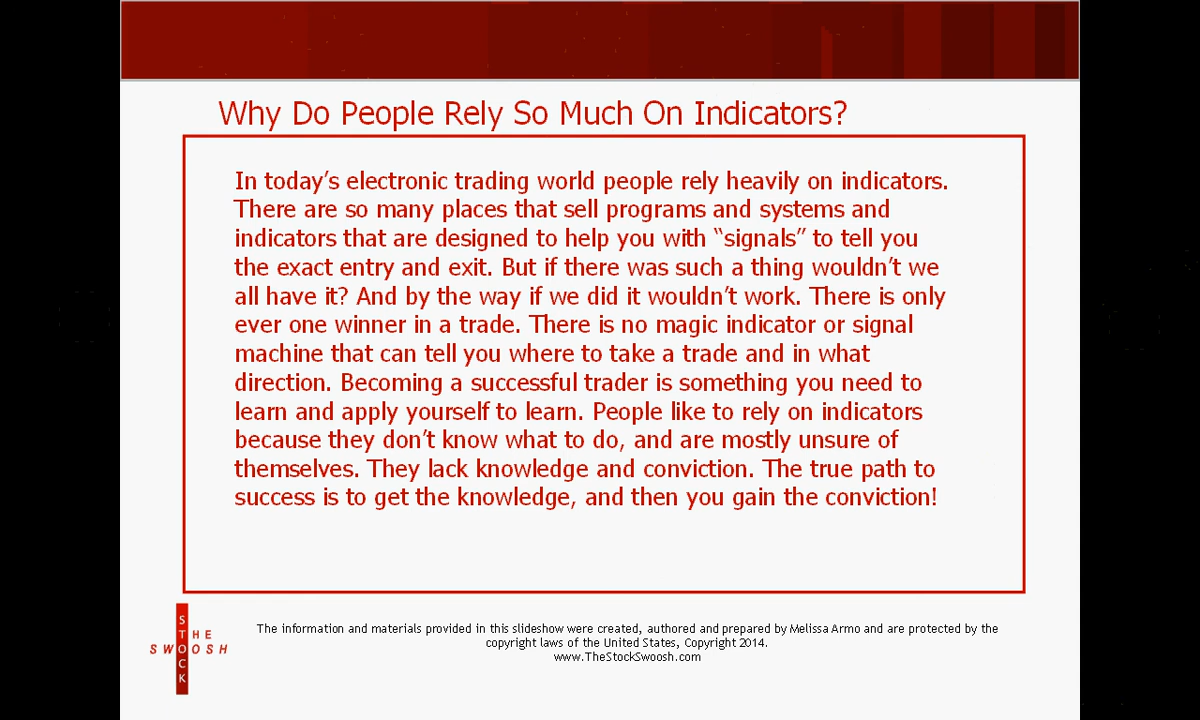 Why Do People Rely So Much On Indicators?
In today's electronic trading world people rely heavily on indicators.
There are so many places that sell programs and systems and
indicators that are designed to help you with “signals” to tell you
the exact entry and exit. But if there was such a thing wouldn't we
all have it? And by the way if we did it wouldn't work. There is only
ever one winner in a trade. There is no magic indicator or signal
machine that can tell you where to take a trade and in what
direction. Becoming a successful trader is something you need to
learn and apply yourself to learn. People like to rely on indicators
because they don't know what to do, and are mostly unsure of
themselves. They lack knowledge and conviction. The true path to
success is to get the knowledge, and then you gain the conviction!
THE
STOCK
SWOOSH
The information and materials provided in this slideshow were created, authored and prepared by Melissa Armo and are protected by the
copyright laws of the United States, Copyright 2014.
www.TheStockSwoosh.com